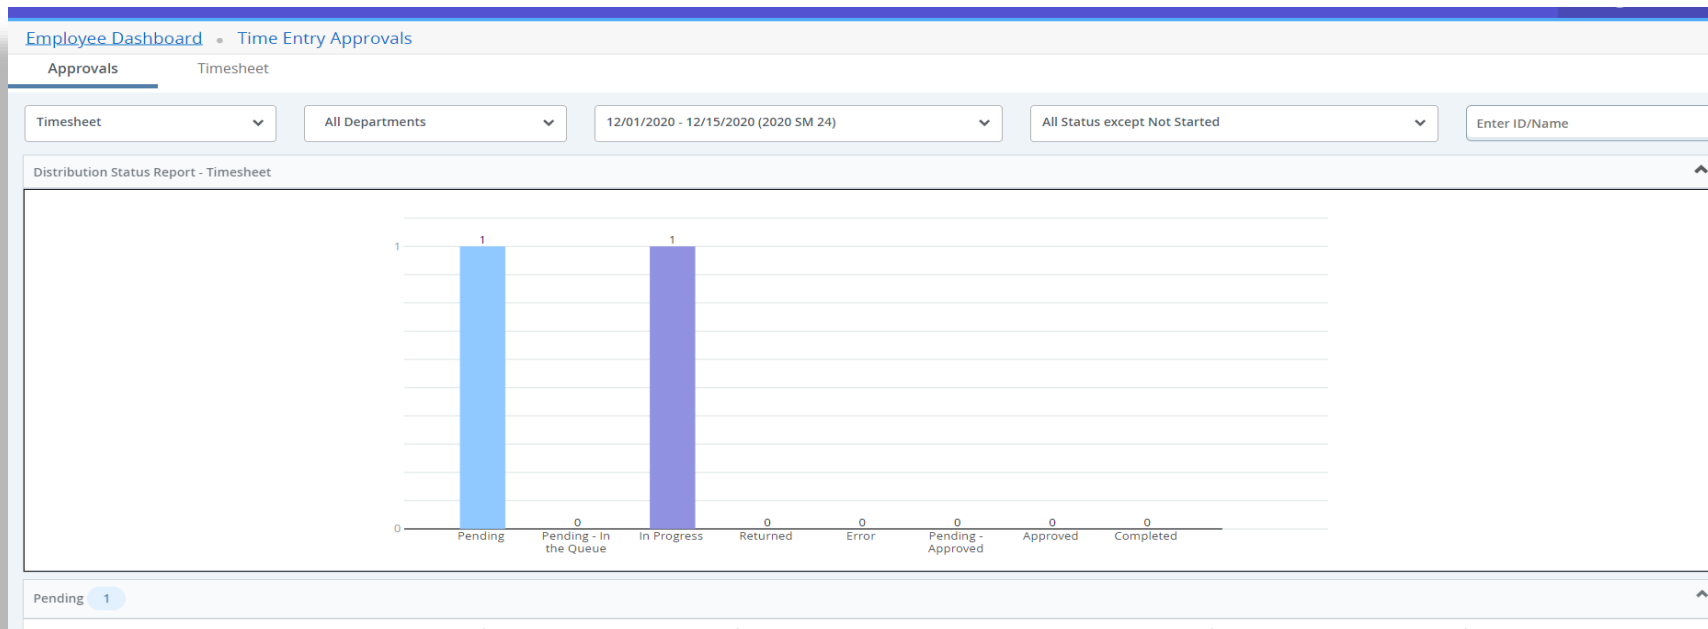 Employee Dashboard • Time Entry Approvals
Approvals Timesheet
Timesheet All Departments 12/01/2020 - 12/15/2020 (2020 SM 24) All Status except Not Started Enter ID/Name
Distribution Status Report - Timesheet
1 1
1
0 0 0 0 0 0
0
Pending Pending - In In Progress Returned Error Pending - Approved Completed
the Queue Approved
Pending 1